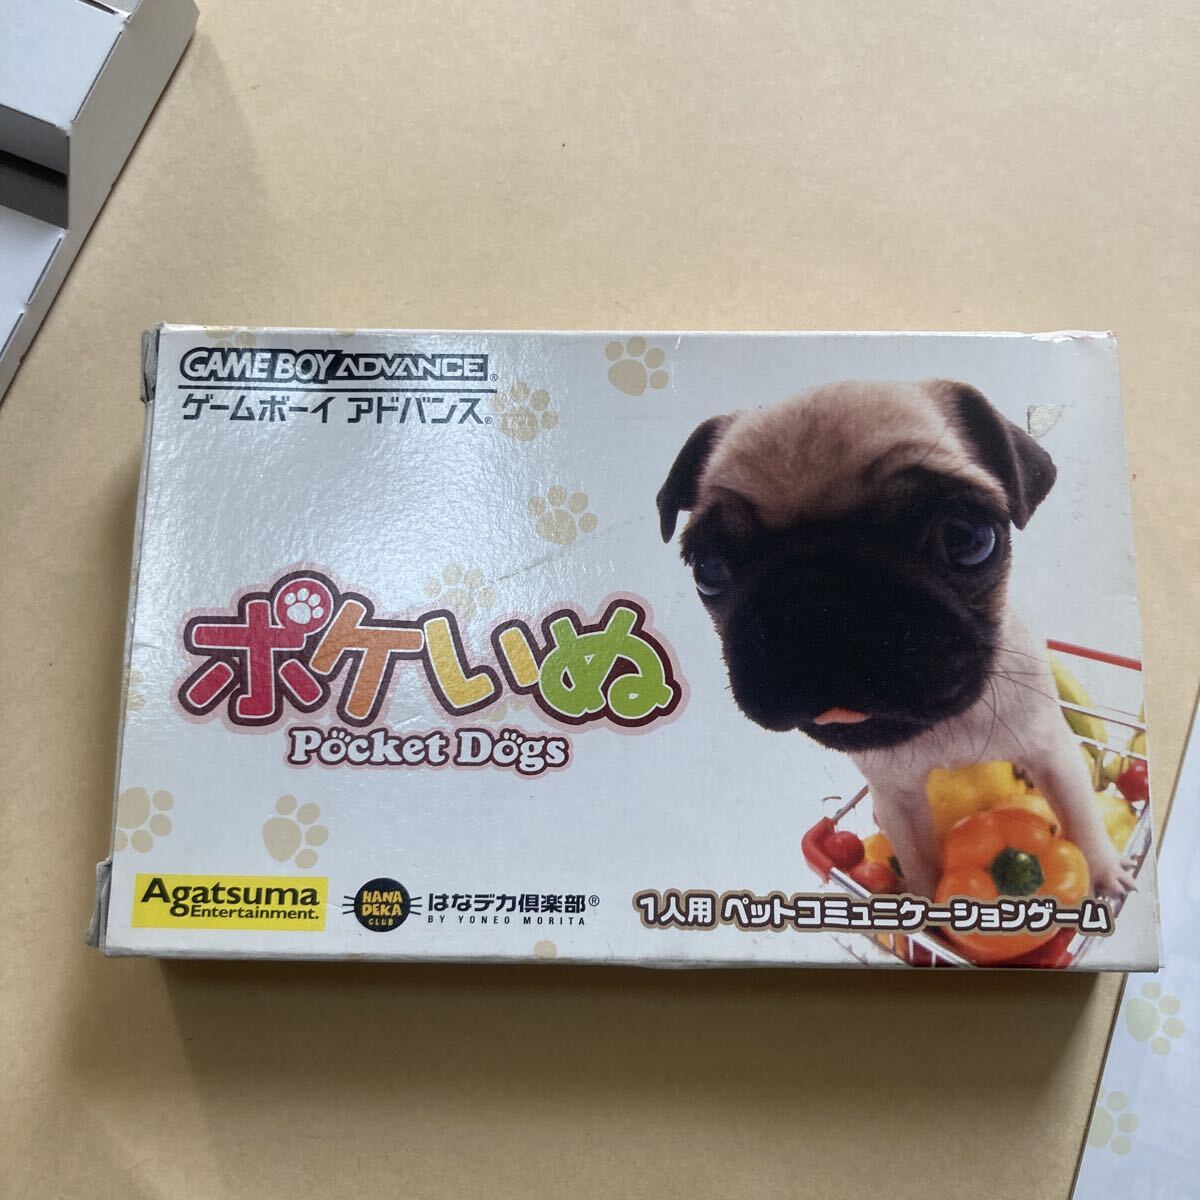 GAME BOY ADVANCE®
ゲームボーイ アドバンス®
ポケいぬ
Pocket Dogs
Agatsuma
Entertainment.
HANA
DEKA
CLUB
はなデカ倶楽部®
BY YONEO MORITA
1人用 ペットコミュニケーションゲーム